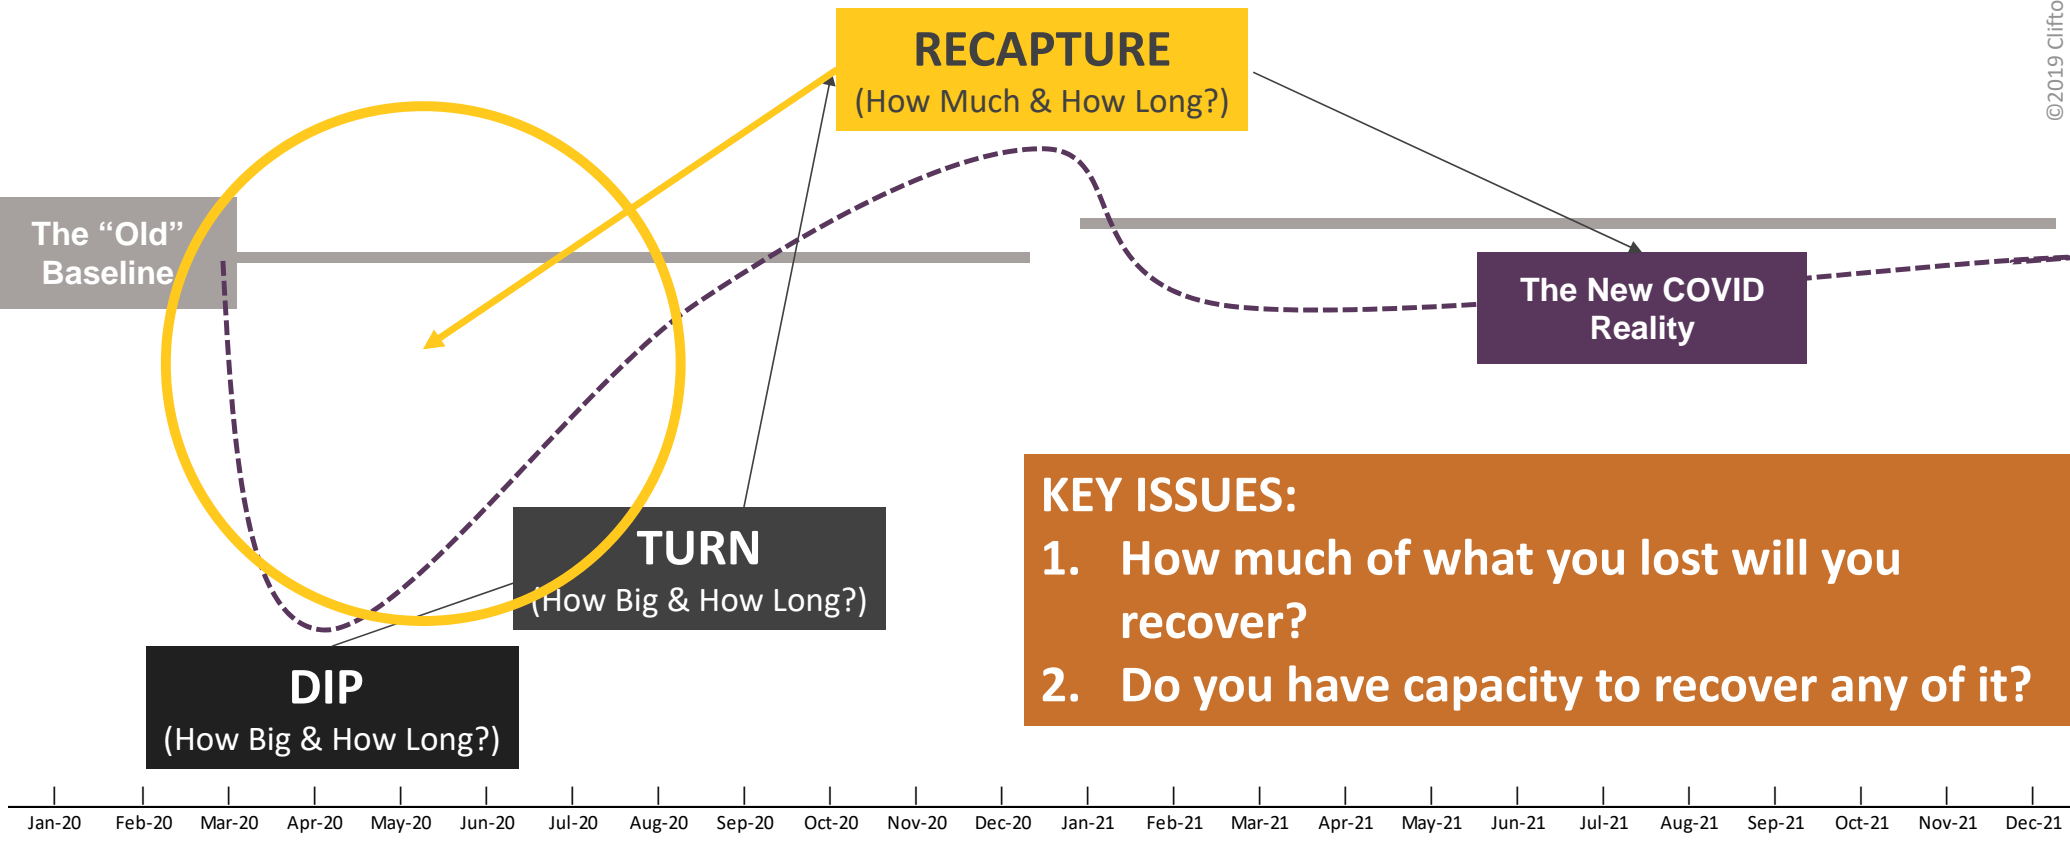 RECAPTURE
(How Much & How Long?)
©2019 Clifto
The “Old”
Baseline
The New COVID
Reality
KEY ISSUES:
1. How much of what you lost will you
recover?
2. Do you have capacity to recover any of it?
TURN
(How Big & How Long?)
DIP
(How Big & How Long?)
Jan-20 Feb-20 Mar-20 Apr-20 May-20 Jun-20 Jul-20 Aug-20 Sep-20 Oct-20 Nov-20 Dec-20 Jan-21 Feb-21 Mar-21 Apr-21 May-21 Jun-21 Jul-21 Aug-21 Sep-21 Oct-21 Nov-21 Dec-21